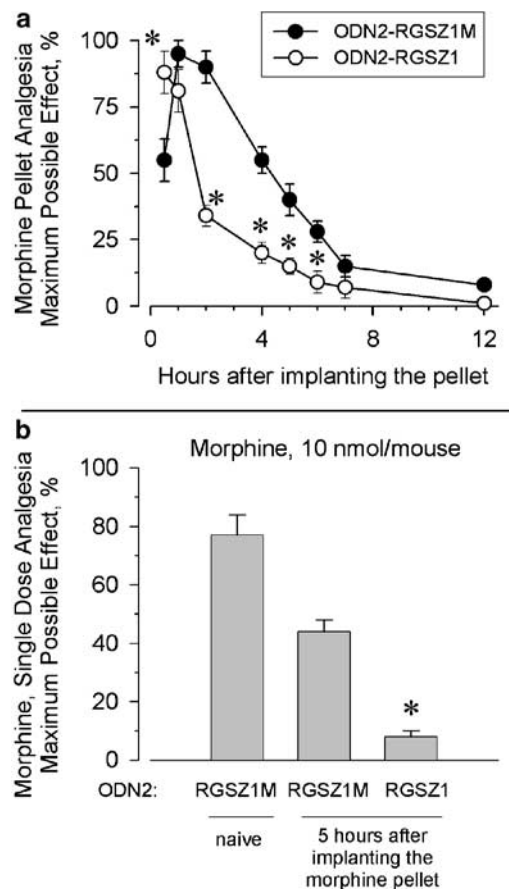 a
ODN2-RGSZ1M
ODN2-RGSZ1
Morphine Pellet Analgesia
Maximum Possible Effect, %
100
75
50
25
0
*
*
*
*
*
0
4
8
12
Hours after implanting the pellet
b
Morphine, 10 nmol/mouse
Morphine, Single Dose Analgesia
Maximum Possible Effect, %
100
80
60
40
20
0
*
ODN2: RGSZ1M RGSZ1M RGSZ1
naive
5 hours after
implanting the
morphine pellet